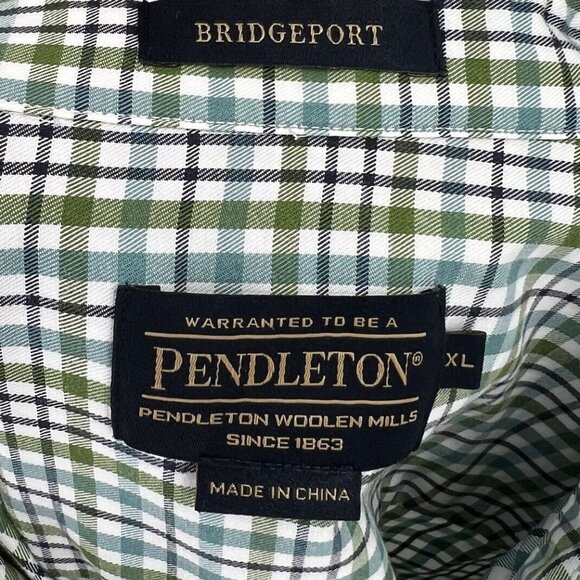 BRIDGEPORT
WARRANTED TO BE A
PENDLETON®
XL
PENDLETON WOOLEN MILLS
SINCE 1863
MADE IN CHINA